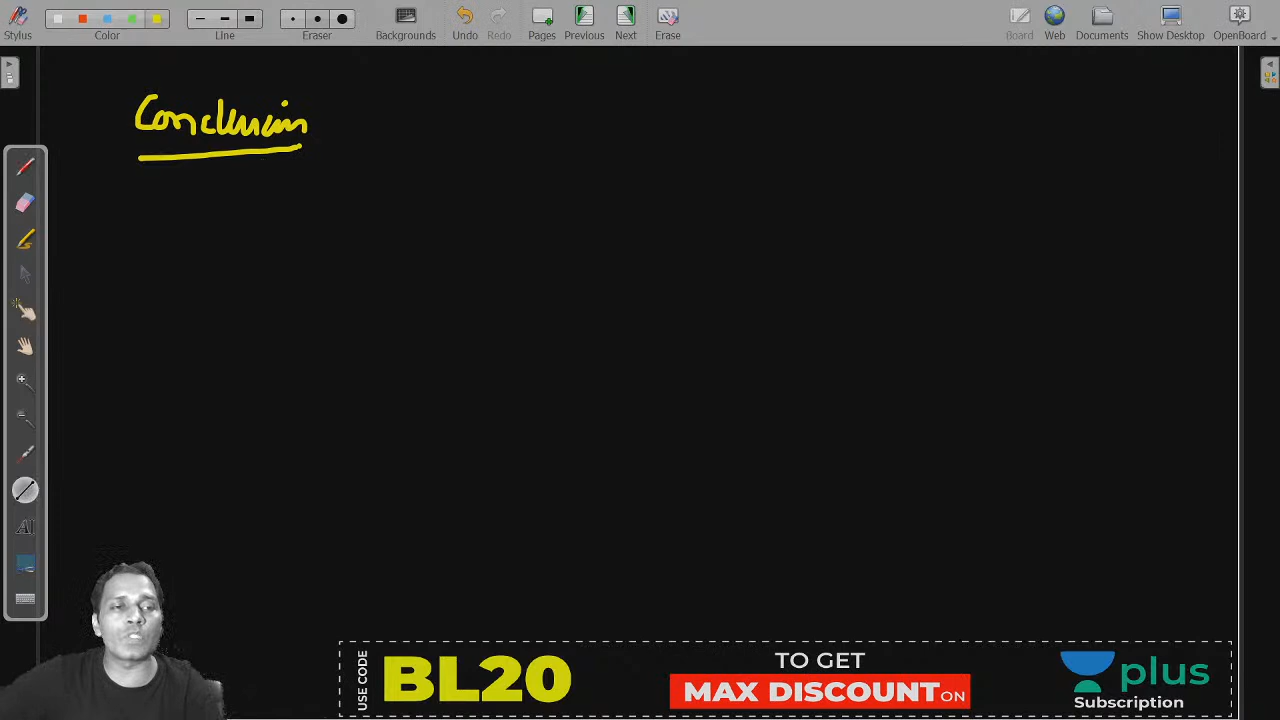 Stylus Color Line Eraser Backgrounds Undo Redo Pages Previous Next Erase Board Web Documents Show Desktop OpenBoard
Conclusion
AI
USE CODE
BL20
TO GET
MAX DISCOUNT ON
plus
Subscription